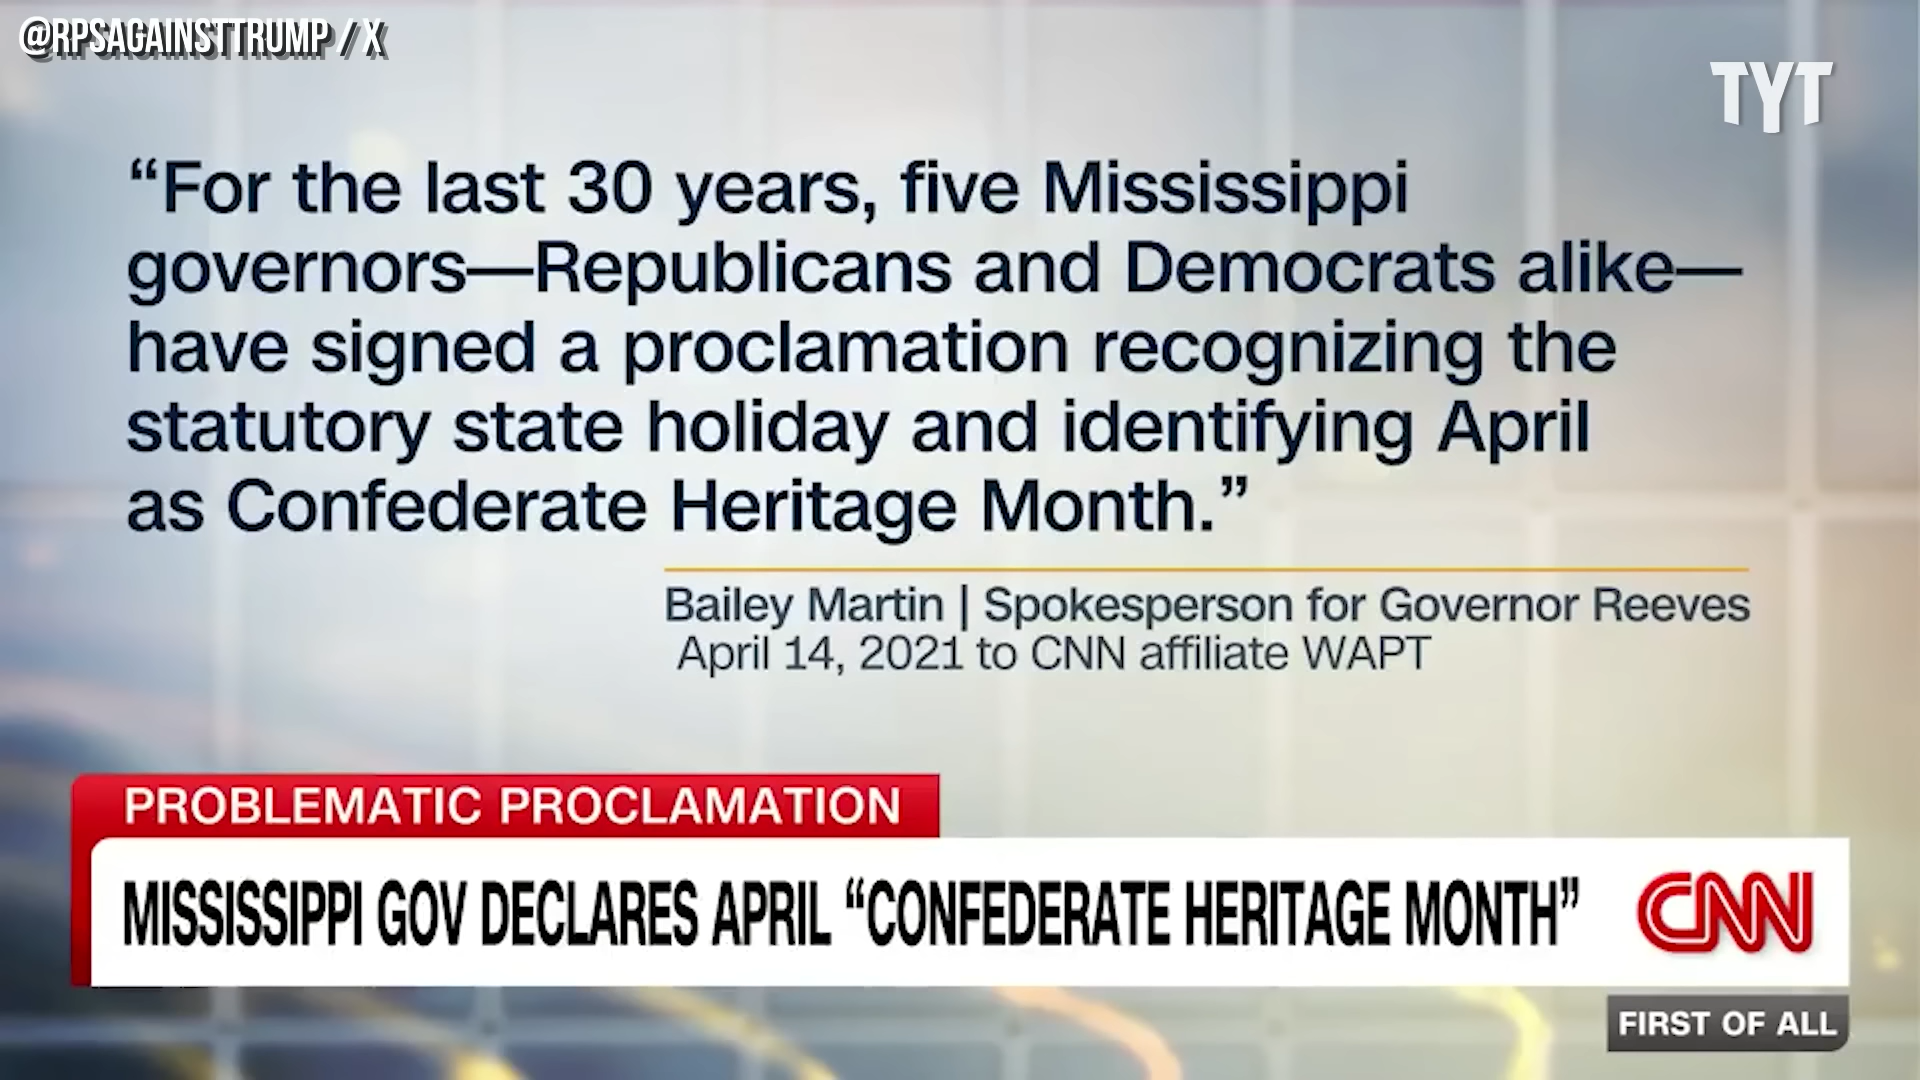 @RPSAGAINSTTRUMP / X
TYT
“For the last 30 years, five Mississippi
governors—Republicans and Democrats alike—
have signed a proclamation recognizing the
statutory state holiday and identifying April
as Confederate Heritage Month.”
Bailey Martin | Spokesperson for Governor Reeves
April 14, 2021 to CNN affiliate WAPT
PROBLEMATIC PROCLAMATION
MISSISSIPPI GOV DECLARES APRIL “CONFEDERATE HERITAGE MONTH”
CNN
FIRST OF ALL